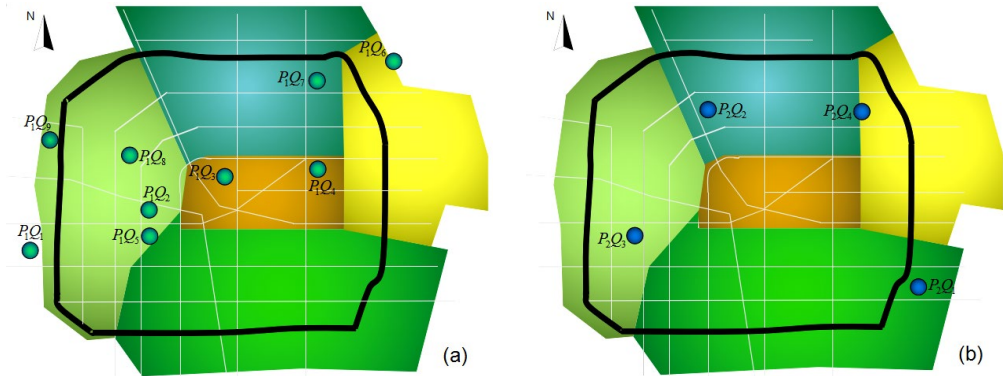 N
P₁Q₆
P₁Q₇
P₁Q₉
P₁Q₈
P₁Q₃
P₁Q₄
P₁Q₂
P₁Q₅
P₁Q₁
(a)
N
P₂Q₂
P₂Q₄
P₂Q₃
P₂Q₁
(b)